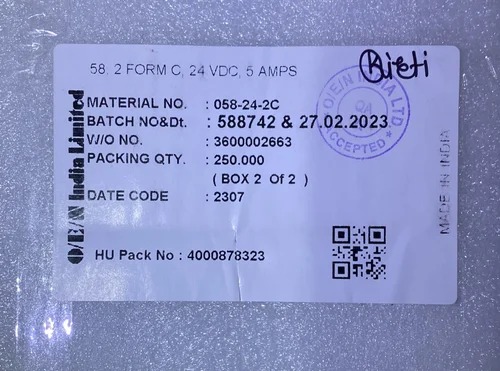 58, 2 FORM C, 24 VDC, 5 AMPS
MATERIAL NO. : 058-24-2C
BATCH NO&Dt. : 588742 & 27.02.2023
W/O NO. : 3600002663
PACKING QTY. : 250.000
( BOX 2 Of 2 )
DATE CODE : 2307
HU Pack No : 4000878323
O/E/N India Limited
O/E/N INDIA LTD
QA
ACCEPTED
MADE IN INDIA